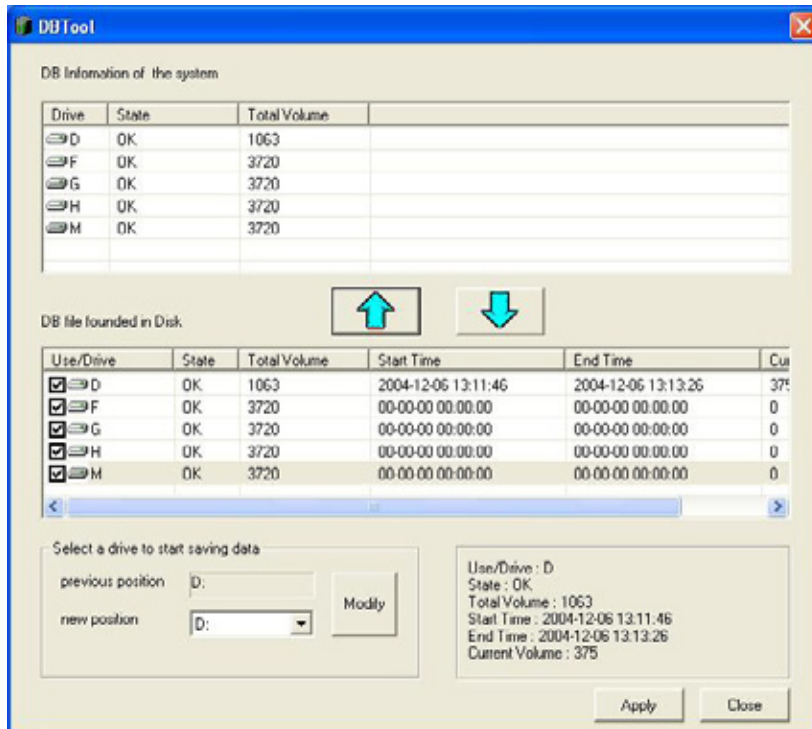 DBTool
DB Infomation of the system
Drive State Total Volume
D OK 1063
F OK 3720
G OK 3720
H OK 3720
M OK 3720
DB file founded in Disk
Use/Drive State Total Volume Start Time End Time Cur
D OK 1063 2004-12-06 13:11:46 2004-12-06 13:13:26 375
F OK 3720 00-00-00 00:00:00 00-00-00 00:00:00 0
G OK 3720 00-00-00 00:00:00 00-00-00 00:00:00 0
H OK 3720 00-00-00 00:00:00 00-00-00 00:00:00 0
M OK 3720 00-00-00 00:00:00 00-00-00 00:00:00 0
Select a drive to start saving data
previous position D:
new position D:
Modify
Use/Drive : D
State : OK
Total Volume : 1063
Start Time : 2004-12-06 13:11:46
End Time : 2004-12-06 13:13:26
Current Volume : 375
Apply Close